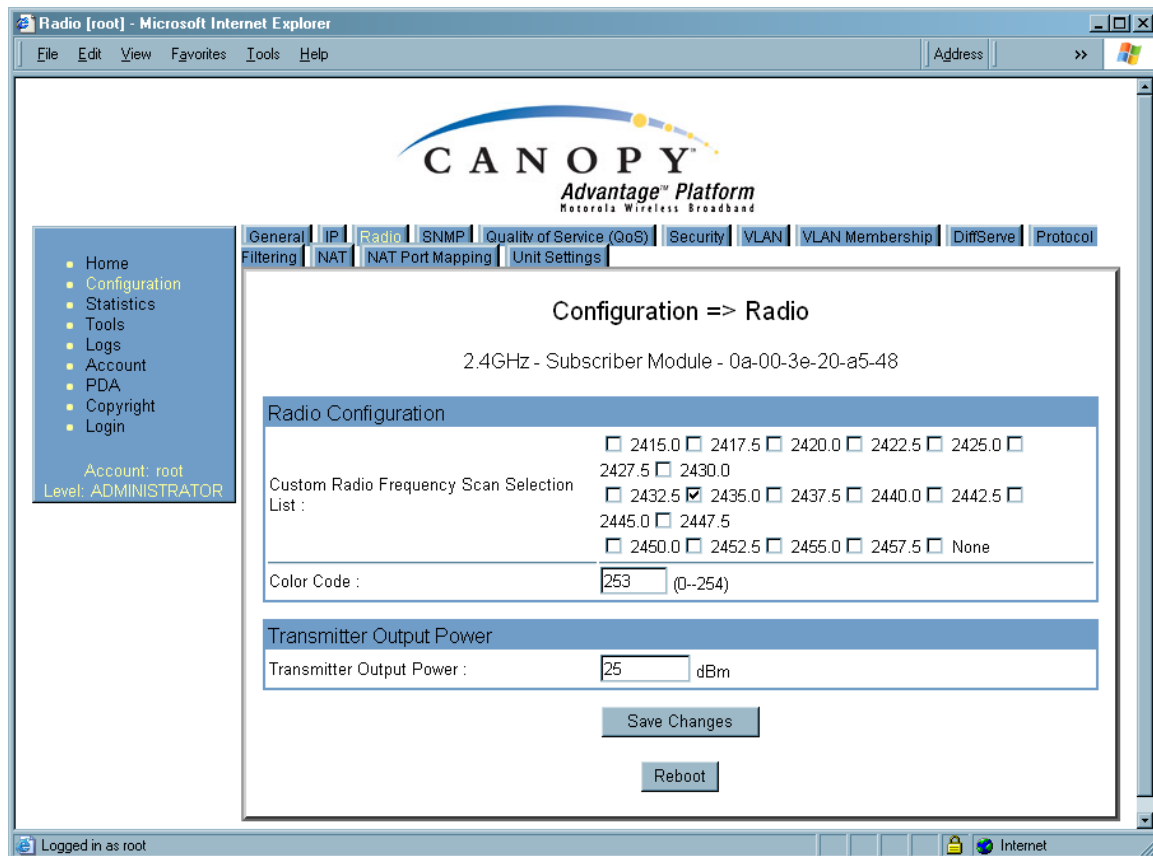 Radio [root] - Microsoft Internet Explorer
File Edit View Favorites Tools Help Address »
CANOPY™
Advantage™ Platform
Motorola Wireless Broadband
General IP Radio SNMP Quality of Service (QoS) Security VLAN VLAN Membership DiffServe Protocol
Filtering NAT NAT Port Mapping Unit Settings
Home
Configuration
Statistics
Tools
Logs
Account
PDA
Copyright
Login
Account: root
Level: ADMINISTRATOR
Configuration => Radio
2.4GHz - Subscriber Module - 0a-00-3e-20-a5-48
Radio Configuration
Custom Radio Frequency Scan Selection
List :
2415.0 2417.5 2420.0 2422.5 2425.0
2427.5 2430.0
2432.5 2435.0 2437.5 2440.0 2442.5
2445.0 2447.5
2450.0 2452.5 2455.0 2457.5 None
Color Code : 253 (0--254)
Transmitter Output Power
Transmitter Output Power : 25 dBm
Save Changes
Reboot
Logged in as root Internet